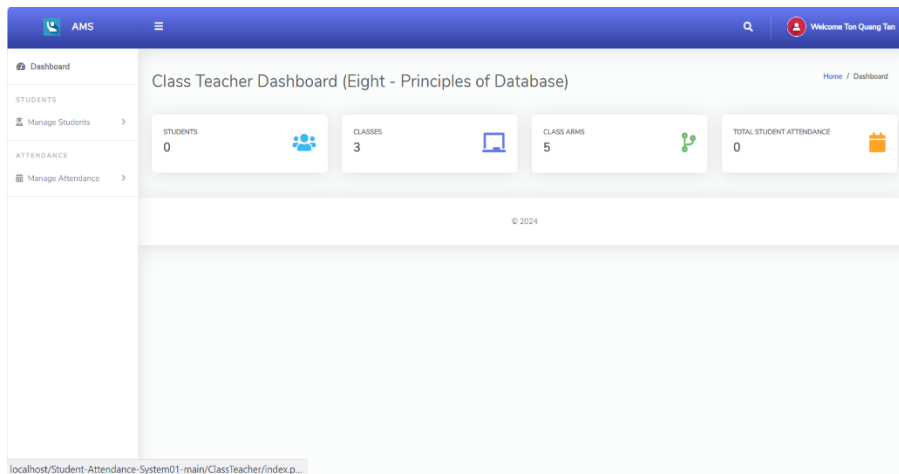 AMS
Welcome Ton Quang Tan
Dashboard
STUDENTS
Manage Students
ATTENDANCE
Manage Attendance
Class Teacher Dashboard (Eight - Principles of Database)
Home / Dashboard
STUDENTS
0
CLASSES
3
CLASS ARMS
5
TOTAL STUDENT ATTENDANCE
0
© 2024
localhost/Student-Attendance-System01-main/ClassTeacher/index.p...